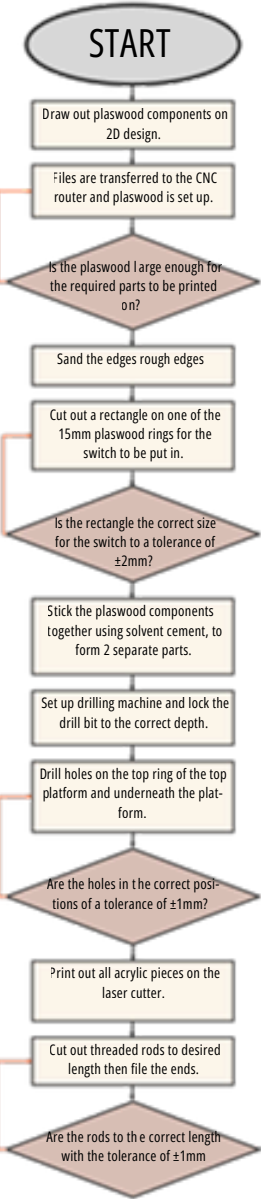 START
Draw out plaswood components on
2D design.
Files are transferred to the CNC
router and plaswood is set up.
Is the plaswood large enough for
the required parts to be printed
on?
Sand the edges rough edges
Cut out a rectangle on one of the
15mm plaswood rings for the
switch to be put in.
Is the rectangle the correct size
for the switch to a tolerance of
±2mm?
Stick the plaswood components
together using solvent cement, to
form 2 separate parts.
Set up drilling machine and lock the
drill bit to the correct depth.
Drill holes on the top ring of the top
platform and underneath the plat-
form.
Are the holes in the correct posi-
tions of a tolerance of ±1mm?
Print out all acrylic pieces on the
laser cutter.
Cut out threaded rods to desired
length then file the ends.
Are the rods to the correct length
with the tolerance of ±1mm